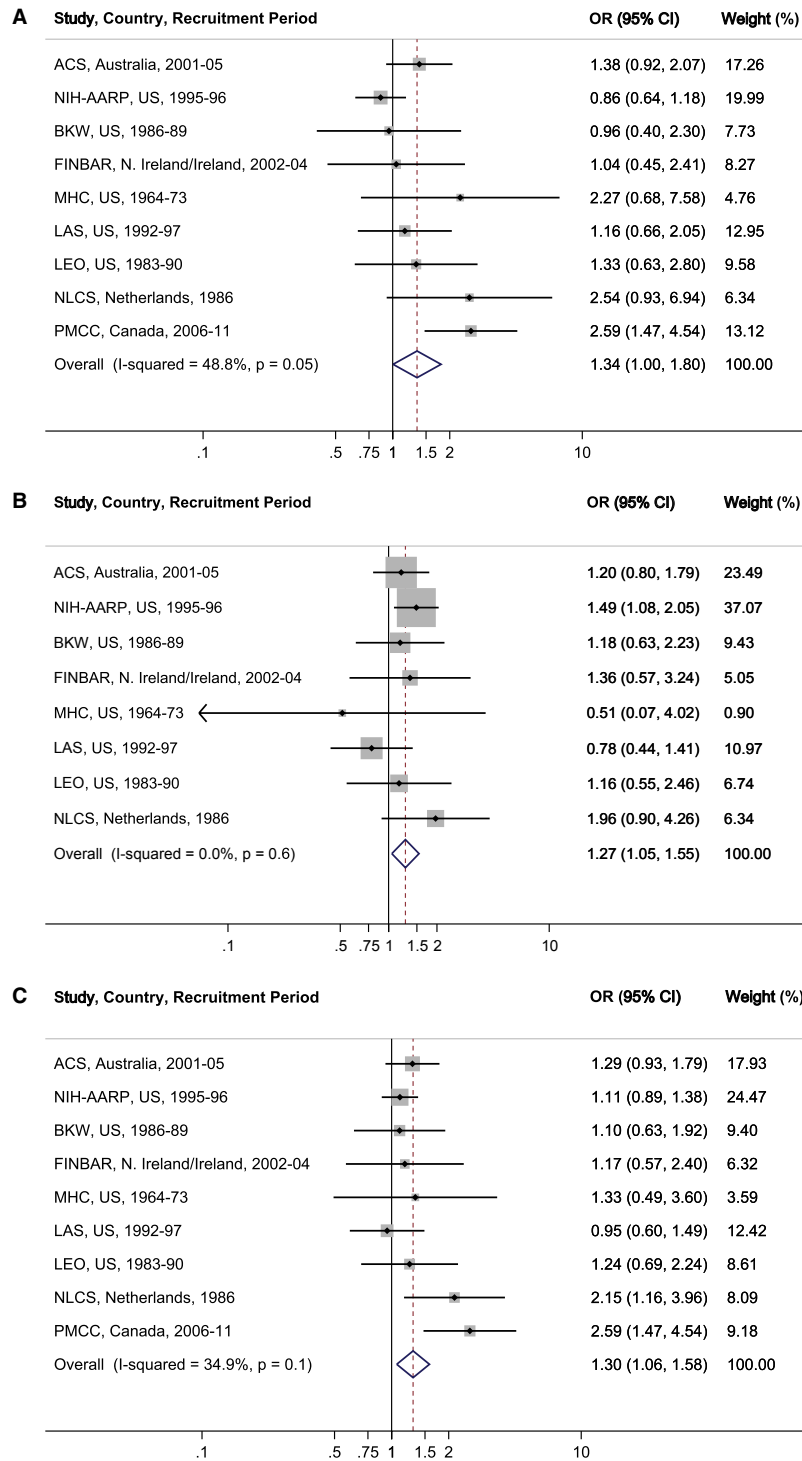 A Study, Country, Recruitment Period OR (95% CI) Weight (%)
ACS, Australia, 2001-05 1.38 (0.92, 2.07) 17.26
NIH-AARP, US, 1995-96 0.86 (0.64, 1.18) 19.99
BKW, US, 1986-89 0.96 (0.40, 2.30) 7.73
FINBAR, N. Ireland/Ireland, 2002-04 1.04 (0.45, 2.41) 8.27
MHC, US, 1964-73 2.27 (0.68, 7.58) 4.76
LAS, US, 1992-97 1.16 (0.66, 2.05) 12.95
LEO, US, 1983-90 1.33 (0.63, 2.80) 9.58
NLCS, Netherlands, 1986 2.54 (0.93, 6.94) 6.34
PMCC, Canada, 2006-11 2.59 (1.47, 4.54) 13.12
Overall (I-squared = 48.8%, p = 0.05) 1.34 (1.00, 1.80) 100.00
.1 .5 .75 1 1.5 2 10
B Study, Country, Recruitment Period OR (95% CI) Weight (%)
ACS, Australia, 2001-05 1.20 (0.80, 1.79) 23.49
NIH-AARP, US, 1995-96 1.49 (1.08, 2.05) 37.07
BKW, US, 1986-89 1.18 (0.63, 2.23) 9.43
FINBAR, N. Ireland/Ireland, 2002-04 1.36 (0.57, 3.24) 5.05
MHC, US, 1964-73 0.51 (0.07, 4.02) 0.90
LAS, US, 1992-97 0.78 (0.44, 1.41) 10.97
LEO, US, 1983-90 1.16 (0.55, 2.46) 6.74
NLCS, Netherlands, 1986 1.96 (0.90, 4.26) 6.34
Overall (I-squared = 0.0%, p = 0.6) 1.27 (1.05, 1.55) 100.00
.1 .5 .75 1 1.5 2 10
C Study, Country, Recruitment Period OR (95% CI) Weight (%)
ACS, Australia, 2001-05 1.29 (0.93, 1.79) 17.93
NIH-AARP, US, 1995-96 1.11 (0.89, 1.38) 24.47
BKW, US, 1986-89 1.10 (0.63, 1.92) 9.40
FINBAR, N. Ireland/Ireland, 2002-04 1.17 (0.57, 2.40) 6.32
MHC, US, 1964-73 1.33 (0.49, 3.60) 3.59
LAS, US, 1992-97 0.95 (0.60, 1.49) 12.42
LEO, US, 1983-90 1.24 (0.69, 2.24) 8.61
NLCS, Netherlands, 1986 2.15 (1.16, 3.96) 8.09
PMCC, Canada, 2006-11 2.59 (1.47, 4.54) 9.18
Overall (I-squared = 34.9%, p = 0.1) 1.30 (1.06, 1.58) 100.00
.1 .5 .75 1 1.5 2 10